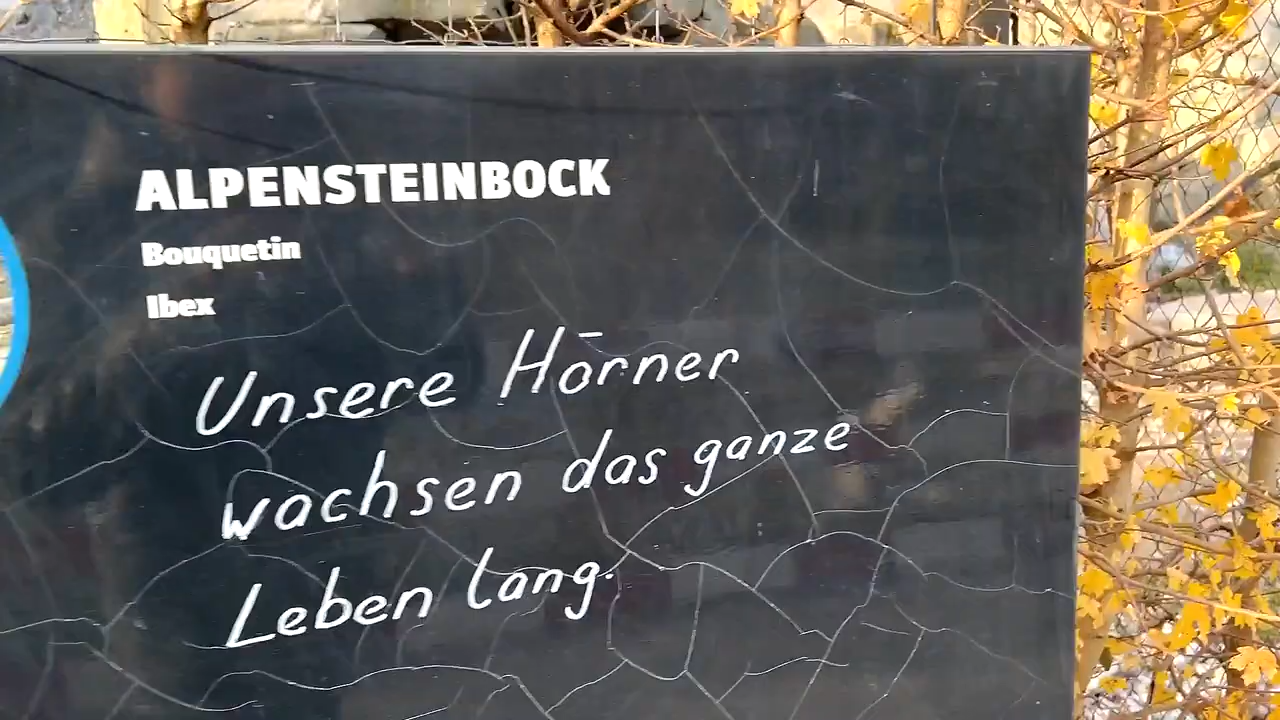 ALPENSTEINBOCK
Bouquetin
Ibex
Unsere Hörner
wachsen das ganze
Leben lang.